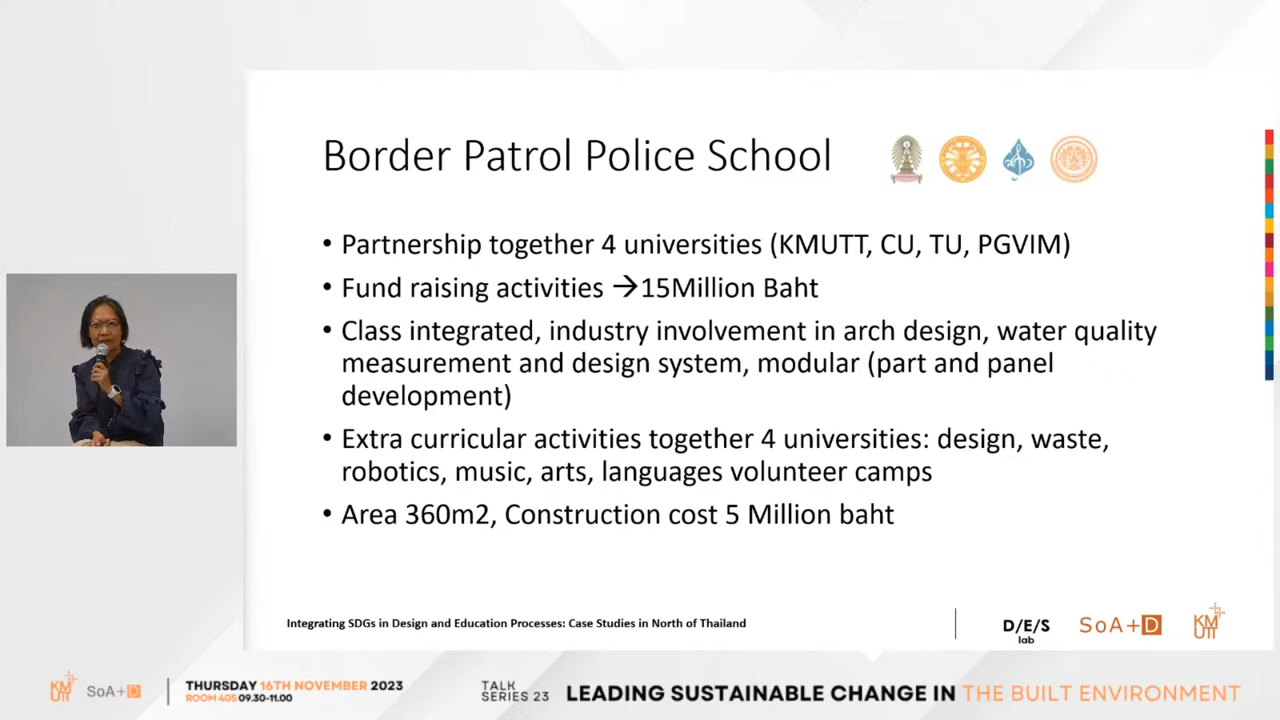 Border Patrol Police School
• Partnership together 4 universities (KMUTT, CU, TU, PGVIM)
• Fund raising activities →15Million Baht
• Class integrated, industry involvement in arch design, water quality
measurement and design system, modular (part and panel
development)
• Extra curricular activities together 4 universities: design, waste,
robotics, music, arts, languages volunteer camps
• Area 360m2, Construction cost 5 Million baht
Integrating SDGs in Design and Education Processes: Case Studies in North of Thailand
D/E/S
lab
SoA+D
KM
UTT
KM
UTT
SoA+D
THURSDAY 16TH NOVEMBER 2023
ROOM 405 09.30-11.00
TALK
SERIES 23
LEADING SUSTAINABLE CHANGE IN THE BUILT ENVIRONMENT